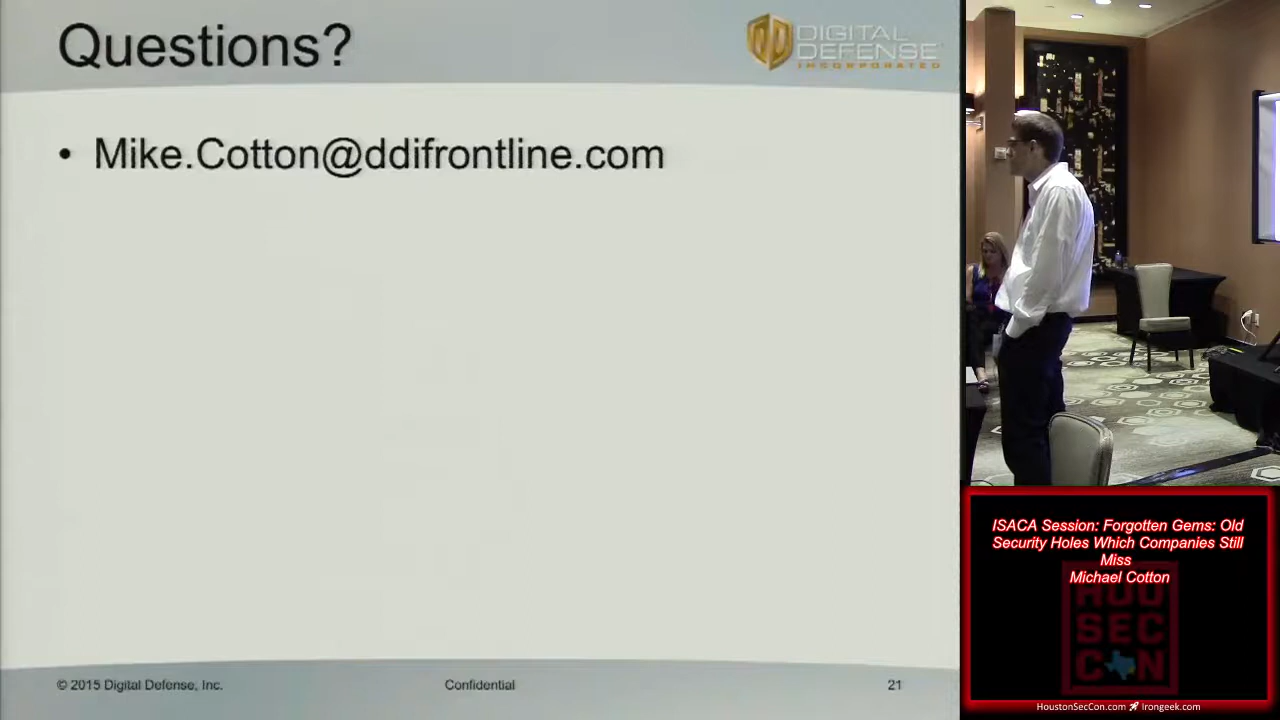 Questions?
DIGITAL
DEFENSE
INCORPORATED
• Mike.Cotton@ddifrontline.com
© 2015 Digital Defense, Inc.
Confidential
21
ISACA Session: Forgotten Gems: Old
Security Holes Which Companies Still
Miss
Michael Cotton
HOU
SEC
CON
HoustonSecCon.com Irongeek.com